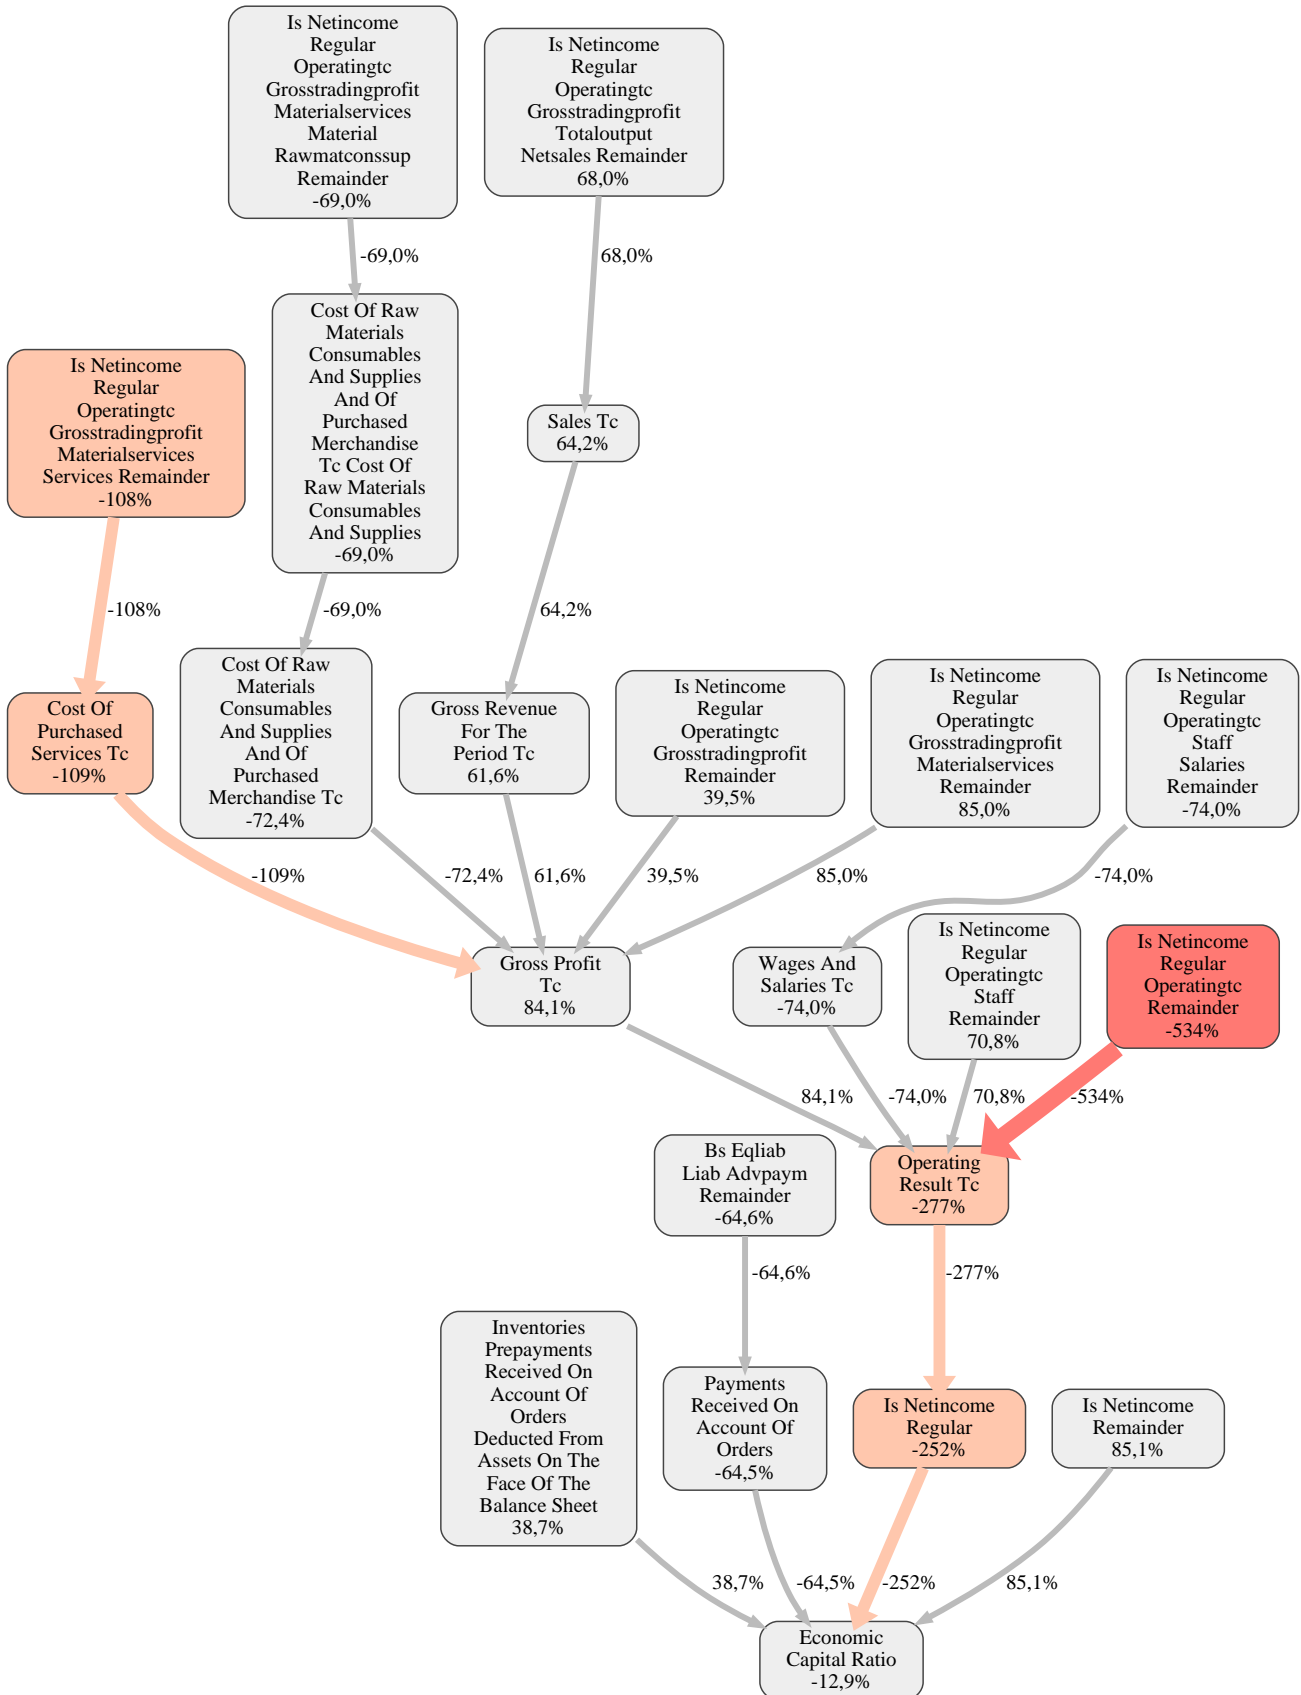 Is Netincome
Regular
Operatingtc
Grosstradingprofit
Materialservices
Material
Rawmatconssup
Remainder
-69,0%
Is Netincome
Regular
Operatingtc
Grosstradingprofit
Totaloutput
Netsales Remainder
68,0%
-69,0%
68,0%
Cost Of Raw
Materials
Consumables
And Supplies
And Of
Purchased
Merchandise
Tc Cost Of
Raw Materials
Consumables
And Supplies
-69,0%
Is Netincome
Regular
Operatingtc
Grosstradingprofit
Materialservices
Services Remainder
-108%
Sales Tc
64,2%
-108%
-69,0%
64,2%
Cost Of
Purchased
Services Tc
-109%
Cost Of Raw
Materials
Consumables
And Supplies
And Of
Purchased
Merchandise Tc
-72,4%
Gross Revenue
For The
Period Tc
61,6%
Is Netincome
Regular
Operatingtc
Grosstradingprofit
Remainder
39,5%
Is Netincome
Regular
Operatingtc
Grosstradingprofit
Materialservices
Remainder
85,0%
Is Netincome
Regular
Operatingtc
Staff
Salaries
Remainder
-74,0%
-109%
-72,4%
61,6%
39,5%
85,0%
-74,0%
Gross Profit
Tc
84,1%
Wages And
Salaries Tc
-74,0%
Is Netincome
Regular
Operatingtc
Staff
Remainder
70,8%
Is Netincome
Regular
Operatingtc
Remainder
-534%
84,1%
-74,0%
70,8%
-534%
Bs Eqliab
Liab Advpaym
Remainder
-64,6%
Operating
Result Tc
-277%
-64,6%
-277%
Inventories
Prepayments
Received On
Account Of
Orders
Deducted From
Assets On The
Face Of The
Balance Sheet
38,7%
Payments
Received On
Account Of
Orders
-64,5%
Is Netincome
Regular
-252%
Is Netincome
Remainder
85,1%
38,7%
-64,5%
-252%
85,1%
Economic
Capital Ratio
-12,9%